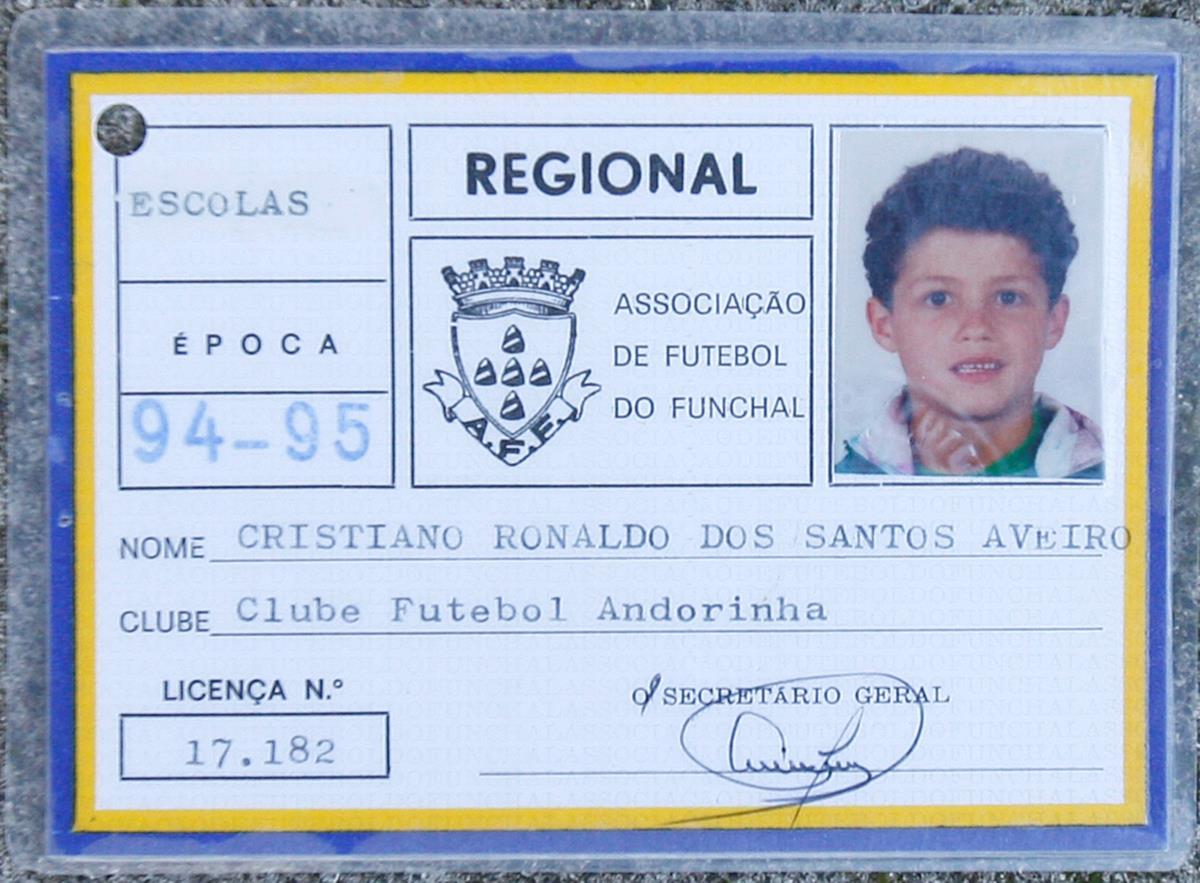 ESCOLAS
ÉPOCA
94-95
REGIONAL
A.F.F.
ASSOCIAÇÃO
DE FUTEBOL
DO FUNCHAL
NOME CRISTIANO RONALDO DOS SANTOS AVEIRO
CLUBE Clube Futebol Andorinha
LICENÇA N.º
17.182
O SECRETÁRIO GERAL